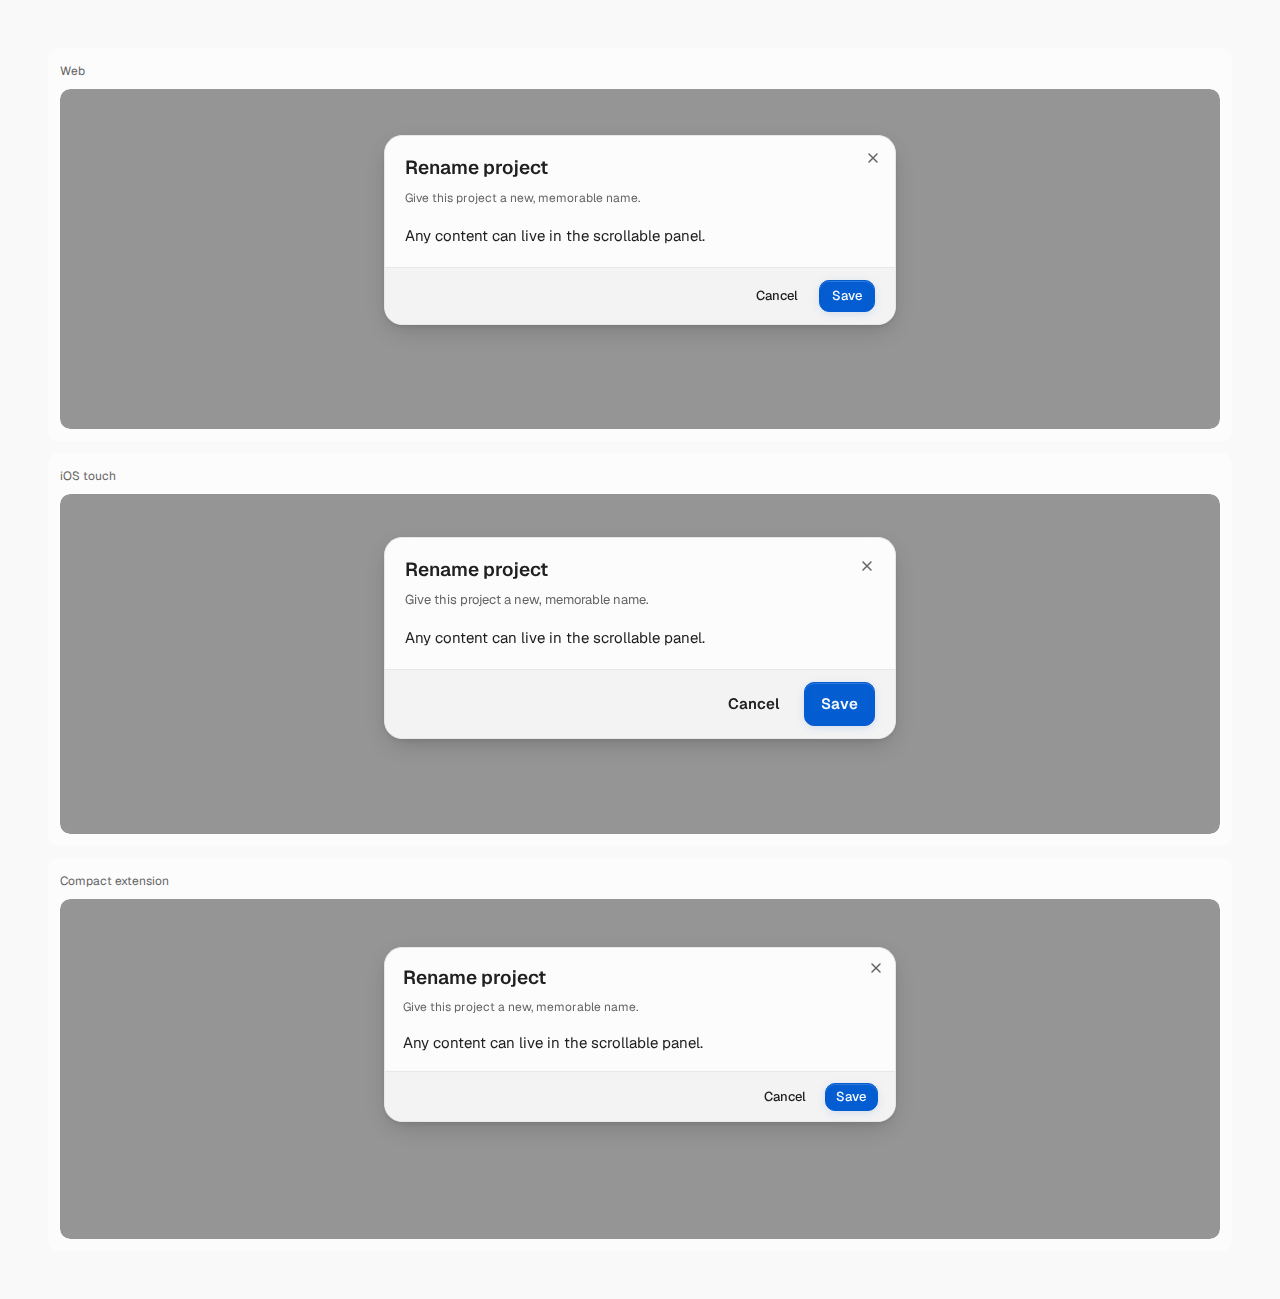 Web
Rename project
Give this project a new, memorable name.
Any content can live in the scrollable panel.
Cancel
Save
iOS touch
Rename project
Give this project a new, memorable name.
Any content can live in the scrollable panel.
Cancel
Save
Compact extension
Rename project
Give this project a new, memorable name.
Any content can live in the scrollable panel.
Cancel
Save